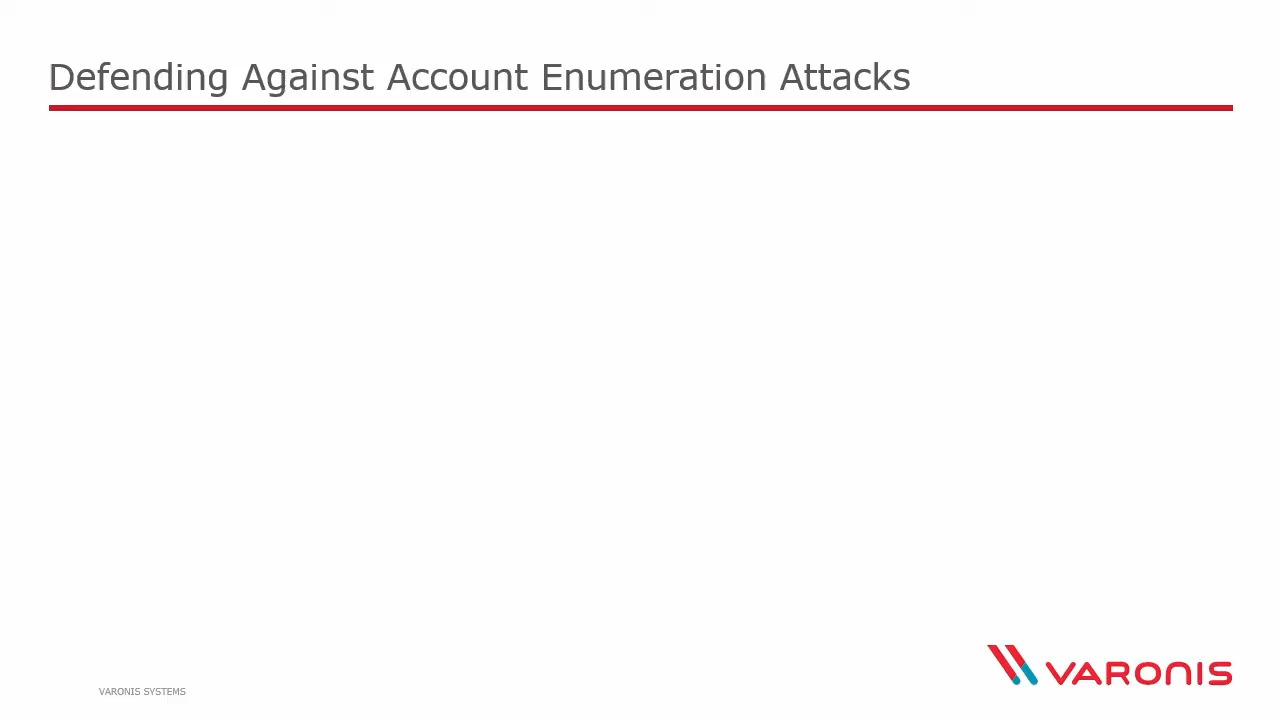 Defending Against Account Enumeration Attacks
VARONIS SYSTEMS
VARONIS